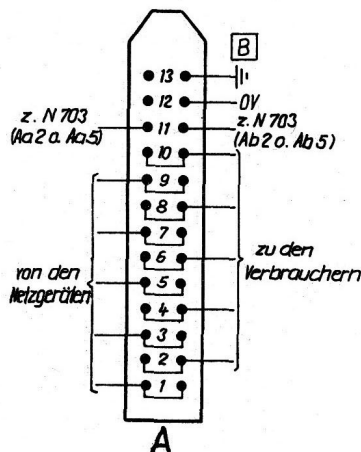 B
13
12 0V
z. N 703 11 z. N 703
(Aa 2 o. Aa 5) (Ab 2 o. Ab 5)
10
9
8
7
zu den
6
von den Verbrauchern
Netzgeräten 5
4
3
2
1
A